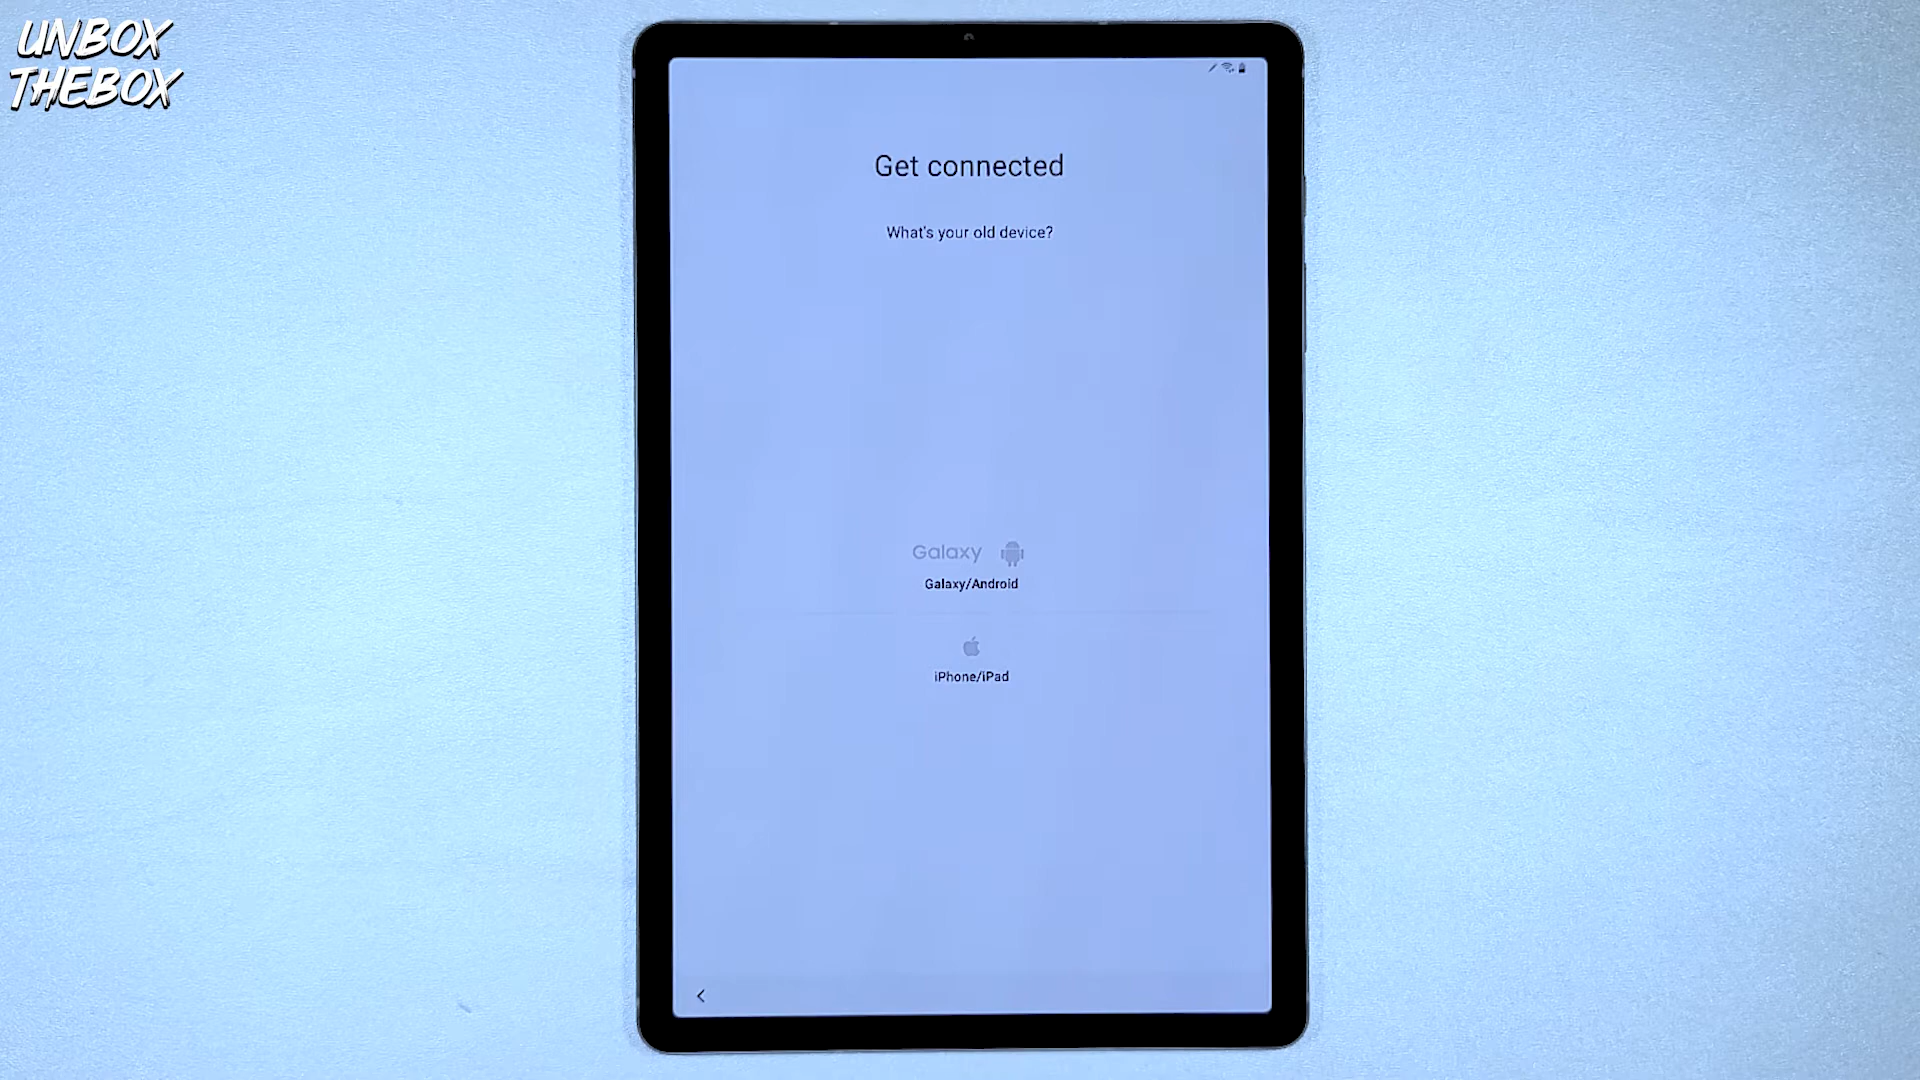 UNBOX
THEBOX
Get connected
What's your old device?
Galaxy
Galaxy/Android
iPhone/iPad